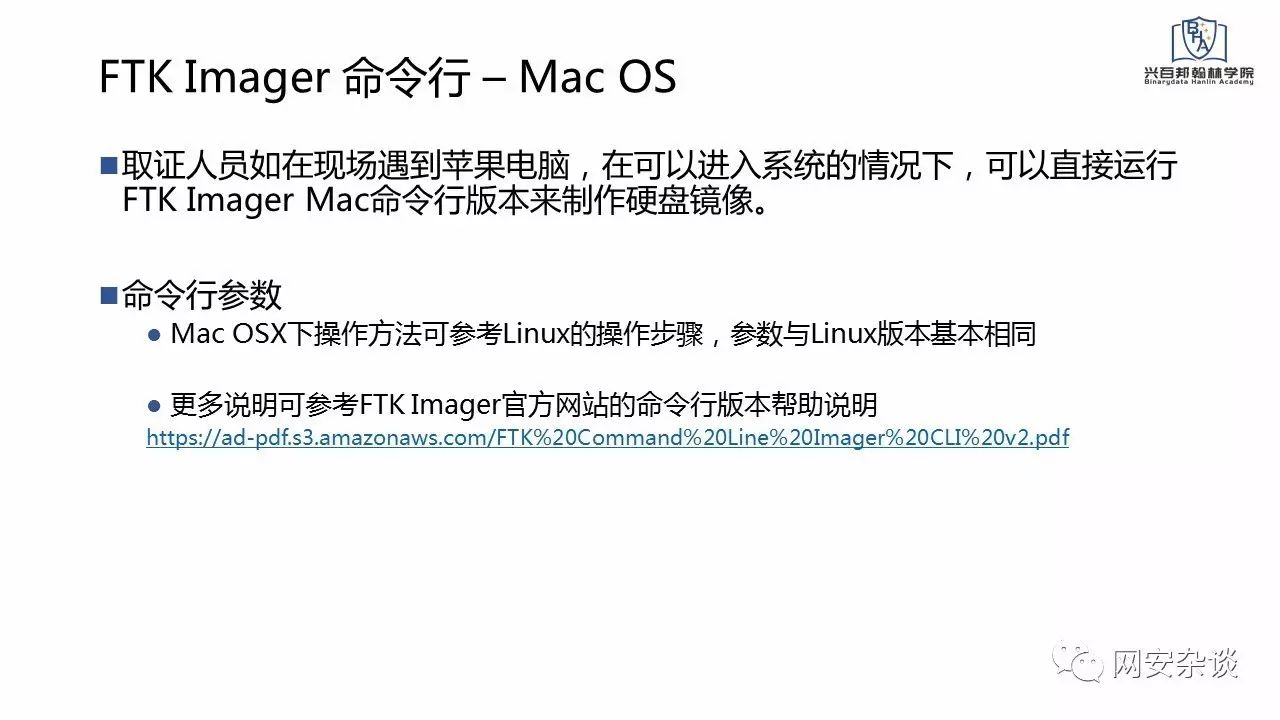 FTK Imager 命令行 – Mac OS
BHA
兴百邦翰林学院
Binarydata Hanlin Academy
■取证人员如在现场遇到苹果电脑，在可以进入系统的情况下，可以直接运行
FTK Imager Mac命令行版本来制作硬盘镜像。
■命令行参数
● Mac OSX下操作方法可参考Linux的操作步骤，参数与Linux版本基本相同
● 更多说明可参考FTK Imager官方网站的命令行版本帮助说明
https://ad-pdf.s3.amazonaws.com/FTK%20Command%20Line%20Imager%20CLI%20v2.pdf
网安杂谈